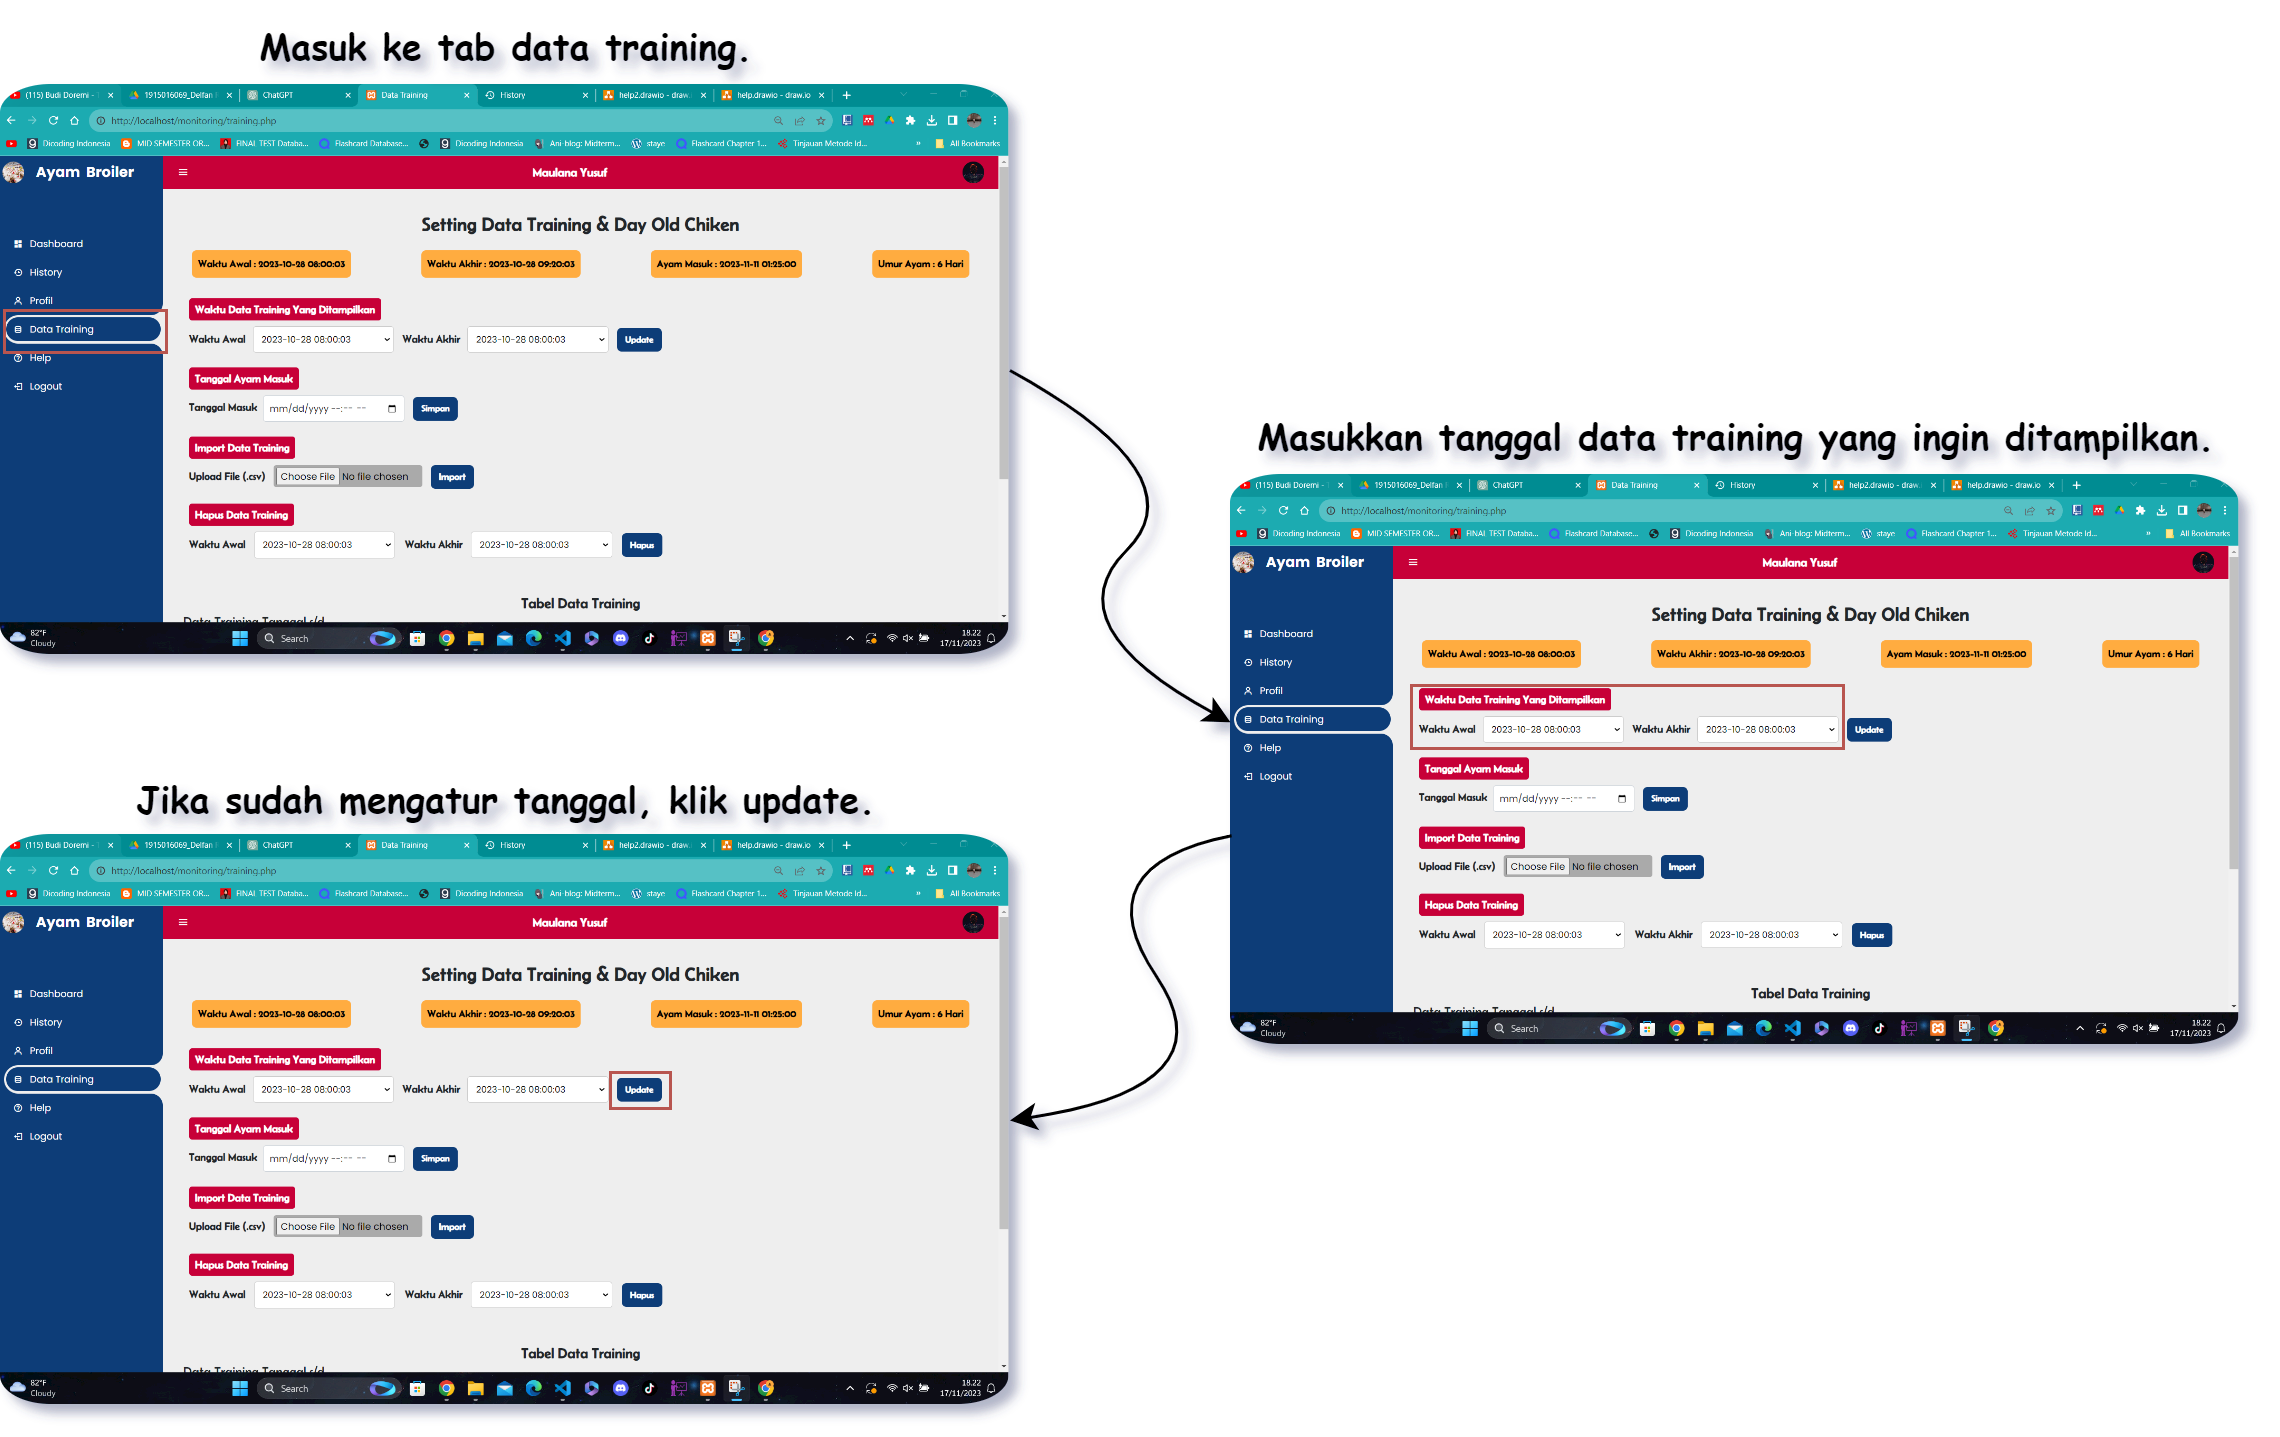 Masuk ke tab data training.
(115) Budi Doremi - 1915016069_Delfan ChatGPT Data Training History help2.drawio - draw. help.drawio - draw.io
http://localhost/monitoring/training.php
Dicoding Indonesia MID SEMESTER OR... FINAL TEST Databa... Flashcard Database... Dicoding Indonesia Ani-blog: Midterm... staye Flashcard Chapter 1... Tinjauan Metode Id... » All Bookmarks
Ayam Broiler Maulana Yusuf
Setting Data Training & Day Old Chiken
Dashboard
Waktu Awal : 2023-10-28 08:00:03 Waktu Akhir : 2023-10-28 09:20:03 Ayam Masuk : 2023-11-11 01:25:00 Umur Ayam : 6 Hari
History
Profil
Waktu Data Training Yang Ditampilkan
Data Training
Waktu Awal 2023-10-28 08:00:03 Waktu Akhir 2023-10-28 08:00:03 Update
Help
Tanggal Ayam Masuk
Logout
Tanggal Masuk mm/dd/yyyy --:-- -- Simpan
Import Data Training
Upload File (.csv) Choose File No file chosen Import
Hapus Data Training
Waktu Awal 2023-10-28 08:00:03 Waktu Akhir 2023-10-28 08:00:03 Hapus
Tabel Data Training
Data Training Tanggal s/d
82°F
Cloudy
Search
18.22
17/11/2023
Masukkan tanggal data training yang ingin ditampilkan.
(115) Budi Doremi - 1915016069_Delfan ChatGPT Data Training History help2.drawio - draw. help.drawio - draw.io
http://localhost/monitoring/training.php
Dicoding Indonesia MID SEMESTER OR... FINAL TEST Databa... Flashcard Database... Dicoding Indonesia Ani-blog: Midterm... staye Flashcard Chapter 1... Tinjauan Metode Id... » All Bookmarks
Ayam Broiler Maulana Yusuf
Setting Data Training & Day Old Chiken
Dashboard
Waktu Awal : 2023-10-28 08:00:03 Waktu Akhir : 2023-10-28 09:20:03 Ayam Masuk : 2023-11-11 01:25:00 Umur Ayam : 6 Hari
History
Profil
Waktu Data Training Yang Ditampilkan
Data Training
Waktu Awal 2023-10-28 08:00:03 Waktu Akhir 2023-10-28 08:00:03 Update
Help
Tanggal Ayam Masuk
Logout
Tanggal Masuk mm/dd/yyyy --:-- -- Simpan
Import Data Training
Upload File (.csv) Choose File No file chosen Import
Hapus Data Training
Waktu Awal 2023-10-28 08:00:03 Waktu Akhir 2023-10-28 08:00:03 Hapus
Tabel Data Training
Data Training Tanggal s/d
82°F
Cloudy
Search
18.22
17/11/2023
Jika sudah mengatur tanggal, klik update.
(115) Budi Doremi - 1915016069_Delfan ChatGPT Data Training History help2.drawio - draw. help.drawio - draw.io
http://localhost/monitoring/training.php
Dicoding Indonesia MID SEMESTER OR... FINAL TEST Databa... Flashcard Database... Dicoding Indonesia Ani-blog: Midterm... staye Flashcard Chapter 1... Tinjauan Metode Id... » All Bookmarks
Ayam Broiler Maulana Yusuf
Setting Data Training & Day Old Chiken
Dashboard
Waktu Awal : 2023-10-28 08:00:03 Waktu Akhir : 2023-10-28 09:20:03 Ayam Masuk : 2023-11-11 01:25:00 Umur Ayam : 6 Hari
History
Profil
Waktu Data Training Yang Ditampilkan
Data Training
Waktu Awal 2023-10-28 08:00:03 Waktu Akhir 2023-10-28 08:00:03 Update
Help
Tanggal Ayam Masuk
Logout
Tanggal Masuk mm/dd/yyyy --:-- -- Simpan
Import Data Training
Upload File (.csv) Choose File No file chosen Import
Hapus Data Training
Waktu Awal 2023-10-28 08:00:03 Waktu Akhir 2023-10-28 08:00:03 Hapus
Tabel Data Training
Data Training Tanggal s/d
82°F
Cloudy
Search
18.22
17/11/2023